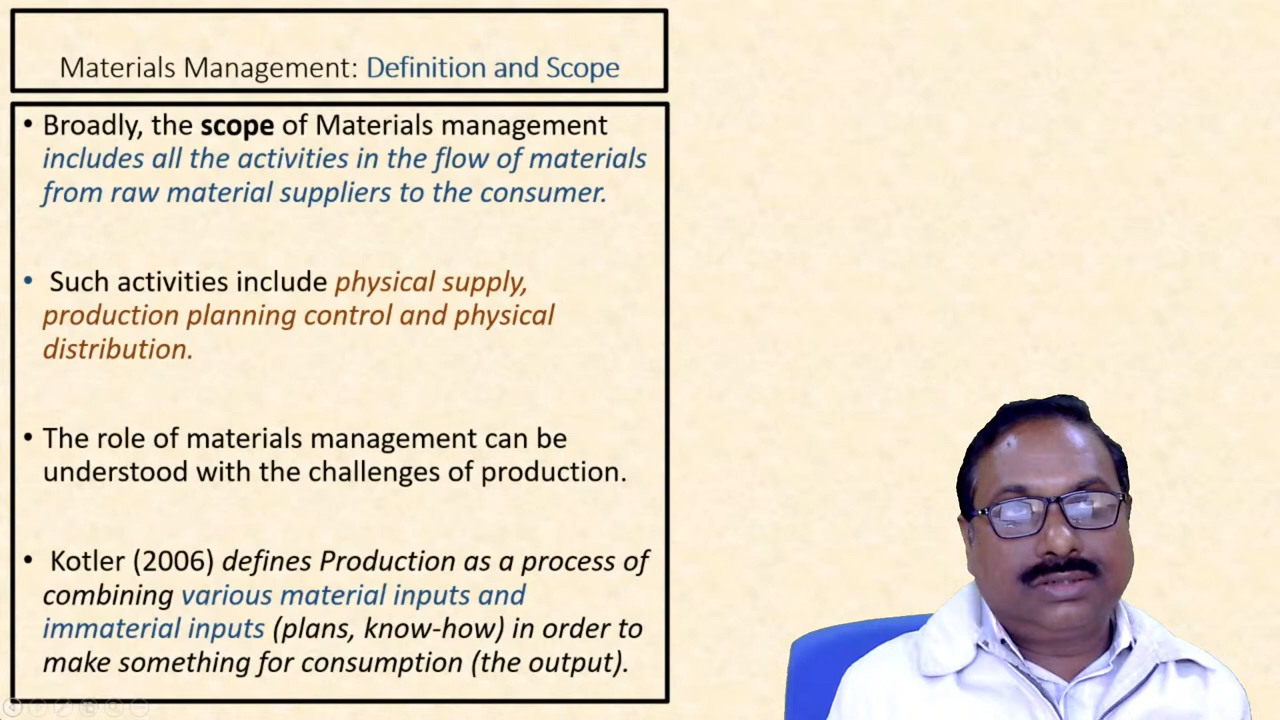 Materials Management: Definition and Scope
• Broadly, the scope of Materials management
includes all the activities in the flow of materials
from raw material suppliers to the consumer.
• Such activities include physical supply,
production planning control and physical
distribution.
• The role of materials management can be
understood with the challenges of production.
• Kotler (2006) defines Production as a process of
combining various material inputs and
immaterial inputs (plans, know-how) in order to
make something for consumption (the output).